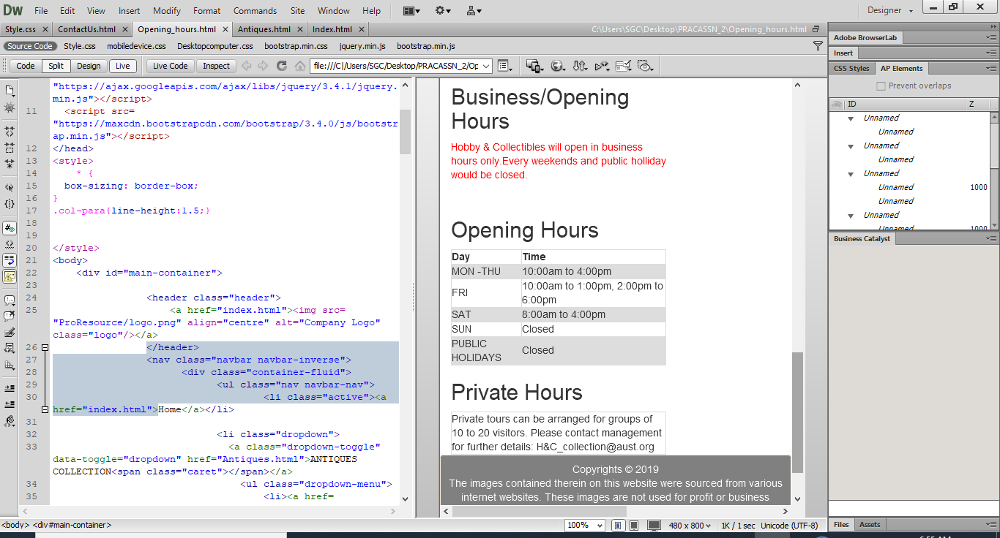 Dw File Edit View Insert Modify Format Commands Site Window Help Designer
Style.css ContactUs.html Opening_hours.html Antiques.html Index.html C:\Users\SGC\Desktop\PRACASSN_2\Opening_hours.html
Source Code Style.css mobiledevice.css Desktopcomputer.css bootstrap.min.css jquery.min.js bootstrap.min.js
Code Split Design Live Live Code Inspect file:///C|/Users/SGC/Desktop/PRACASSN_2/Op
"https://ajax.googleapis.com/ajax/libs/jquery/3.4.1/jquery.
min.js"></script>
11 <script src=
"https://maxcdn.bootstrapcdn.com/bootstrap/3.4.0/js/bootstr
ap.min.js"></script>
12 </head>
13 <style>
14 * {
15 box-sizing: border-box;
16 }
17 .col-para{line-height:1.5;}
18
19
20 </style>
21 <body>
22 <div id="main-container">
23
24 <header class="header">
25 <a href="index.html"><img src=
"ProResource/logo.png" align="centre" alt="Company Logo"
class="logo"/></a>
26 </header>
27 <nav class="navbar navbar-inverse">
28 <div class="container-fluid">
29 <ul class="nav navbar-nav">
30 <li class="active"><a
href="index.html">Home</a></li>
31
32 <li class="dropdown">
33 <a class="dropdown-toggle"
data-toggle="dropdown" href="Antiques.html">ANTIQUES
COLLECTION<span class="caret"></span></a>
34 <ul class="dropdown-menu">
35 <li><a href=
Business/Opening
Hours
Hobby & Collectibles will open in business
hours only.Every weekends and public holliday
would be closed.
Opening Hours
Day Time
MON -THU 10:00am to 4:00pm
FRI 10:00am to 1:00pm, 2:00pm to
6:00pm
SAT 8:00am to 4:00pm
SUN Closed
PUBLIC
HOLIDAYS Closed
Private Hours
Private tours can be arranged for groups of
10 to 20 visitors. Please contact management
for further details: H&C_collection@aust.org
Copyrights © 2019
The images contained therein on this website were sourced from various
internet websites. These images are not used for profit or business
Adobe BrowserLab
Insert
CSS Styles AP Elements
Prevent overlaps
ID Z
Unnamed
Unnamed
Unnamed
Unnamed
Unnamed
Unnamed 1000
Unnamed
Unnamed
Unnamed 1000
Business Catalyst
Files Assets
<body> <div#main-container> 100% 480 x 800 1K / 1 sec Unicode (UTF-8)
6:55 AM